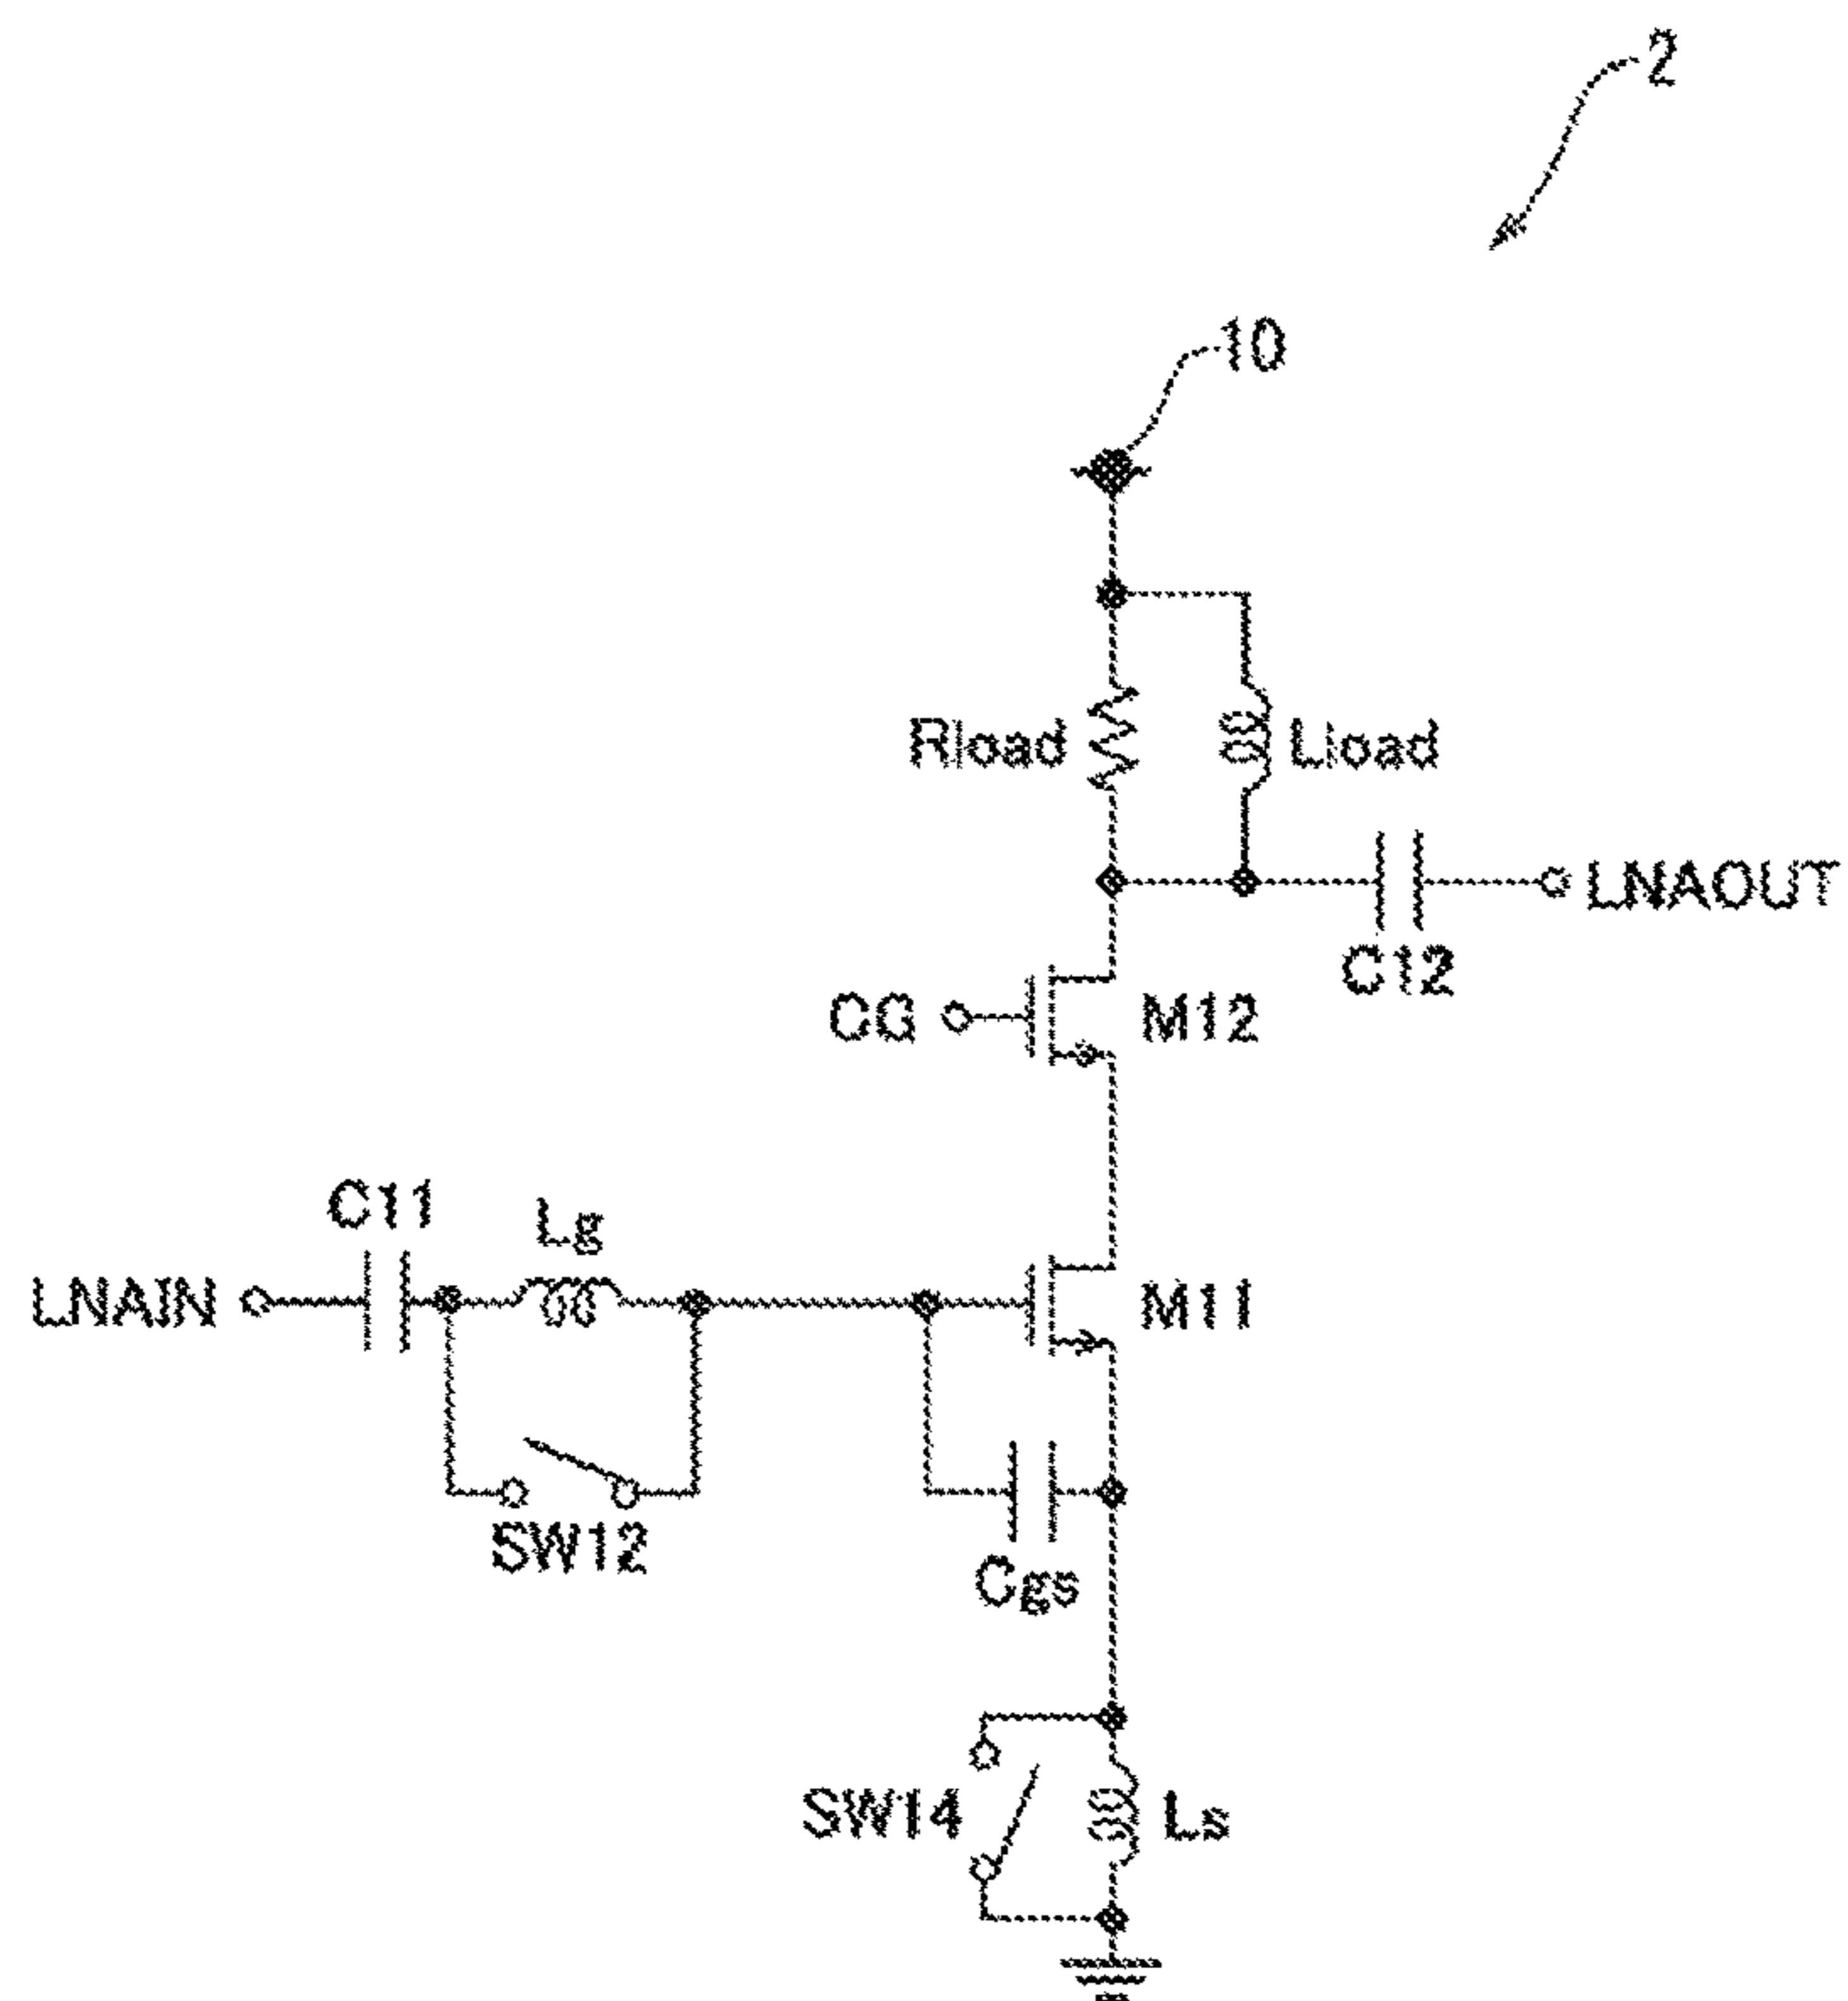 2
10
Rload
Lload
LNAOUT
C12
CG
M12
C11
Lg
LNAIN
M11
SW12
Cgs
SW14
Ls